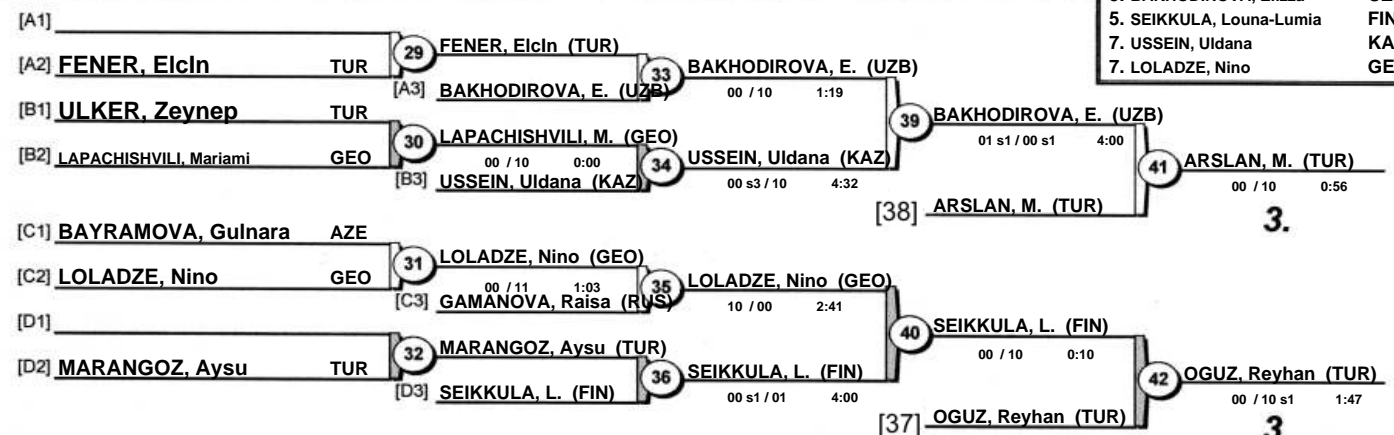 5. SEIKKULA, Louna-Lumia FIN
7. USSEIN, Uldana KA
7. LOLADZE, Nino GE
[A1]
[A2] FENER, ElcIn TUR
29 FENER, ElcIn (TUR)
[A3] BAKHODIROVA, E. (UZB)
33 BAKHODIROVA, E. (UZB)
00 / 10 1:19
[B1] ULKER, Zeynep TUR
[B2] LAPACHISHVILI, Mariami GEO
30 LAPACHISHVILI, M. (GEO)
00 / 10 0:00
[B3] USSEIN, Uldana (KAZ)
34 USSEIN, Uldana (KAZ)
00 s3 / 10 4:32
39 BAKHODIROVA, E. (UZB)
01 s1 / 00 s1 4:00
[38] ARSLAN, M. (TUR)
41 ARSLAN, M. (TUR)
00 / 10 0:56
3.
[C1] BAYRAMOVA, Gulnara AZE
[C2] LOLADZE, Nino GEO
31 LOLADZE, Nino (GEO)
00 / 11 1:03
[C3] GAMANOVA, Raisa (RUS)
35 LOLADZE, Nino (GEO)
10 / 00 2:41
[D1]
[D2] MARANGOZ, Aysu TUR
32 MARANGOZ, Aysu (TUR)
[D3] SEIKKULA, L. (FIN)
36 SEIKKULA, L. (FIN)
00 s1 / 01 4:00
40 SEIKKULA, L. (FIN)
00 / 10 0:10
[37] OGUZ, Reyhan (TUR)
42 OGUZ, Reyhan (TUR)
00 / 10 s1 1:47
3